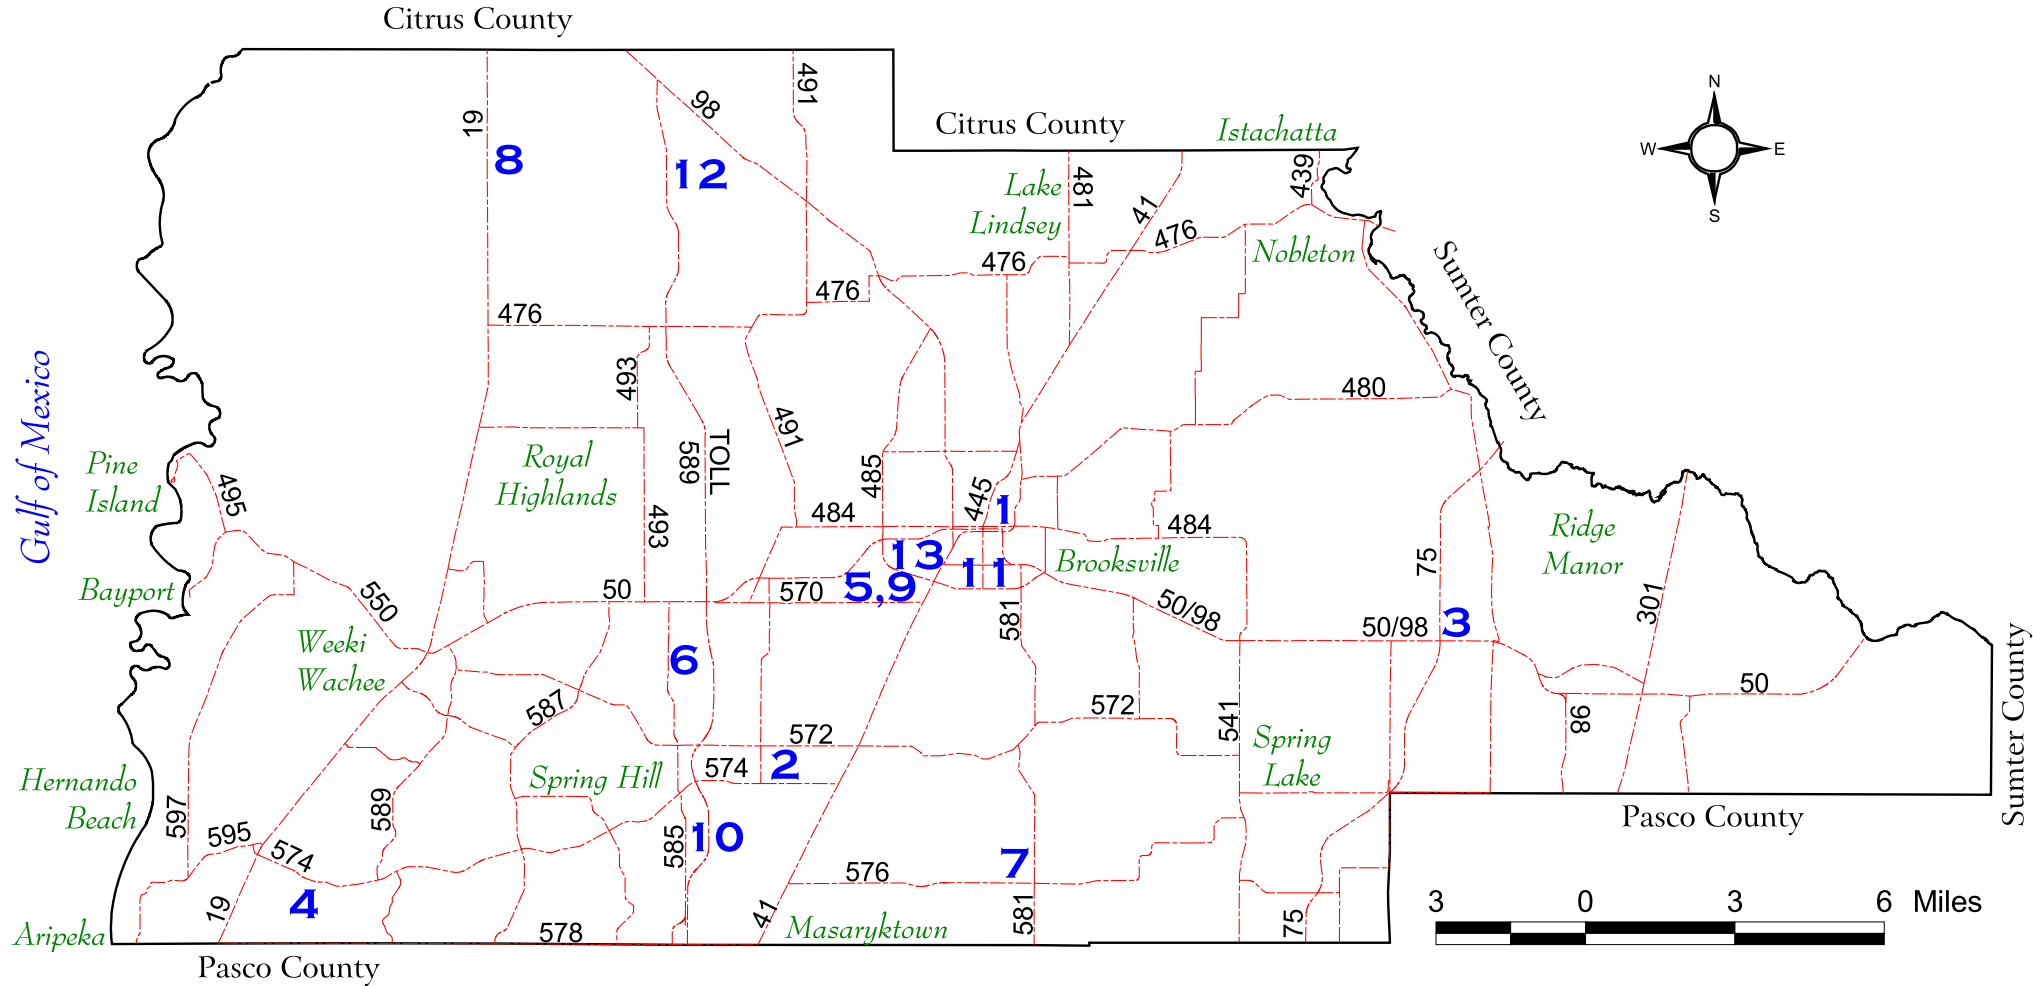 Citrus County
Citrus County
Istachatta
N
W
E
S
19
98
491
8
12
Lake
Lindsey
481
41
439
476
Nobleton
476
476
476
Sumter County
Gulf of Mexico
493
491
480
Pine
Island
495
Royal
Highlands
TOLL
589
485
445
1
493
484
484
Ridge
Manor
75
Bayport
550
50
570
5,9
13
11
Brooksville
581
50/98
50/98
3
301
Weeki
Wachee
6
587
572
572
541
50
98
Sumter County
Hernando
Beach
Spring Hill
574
2
Spring
Lake
597
595
574
589
585
10
576
7
Pasco County
4
19
41
581
75
3
0
3
6
Miles
Aripeka
578
Masaryktown
Pasco County